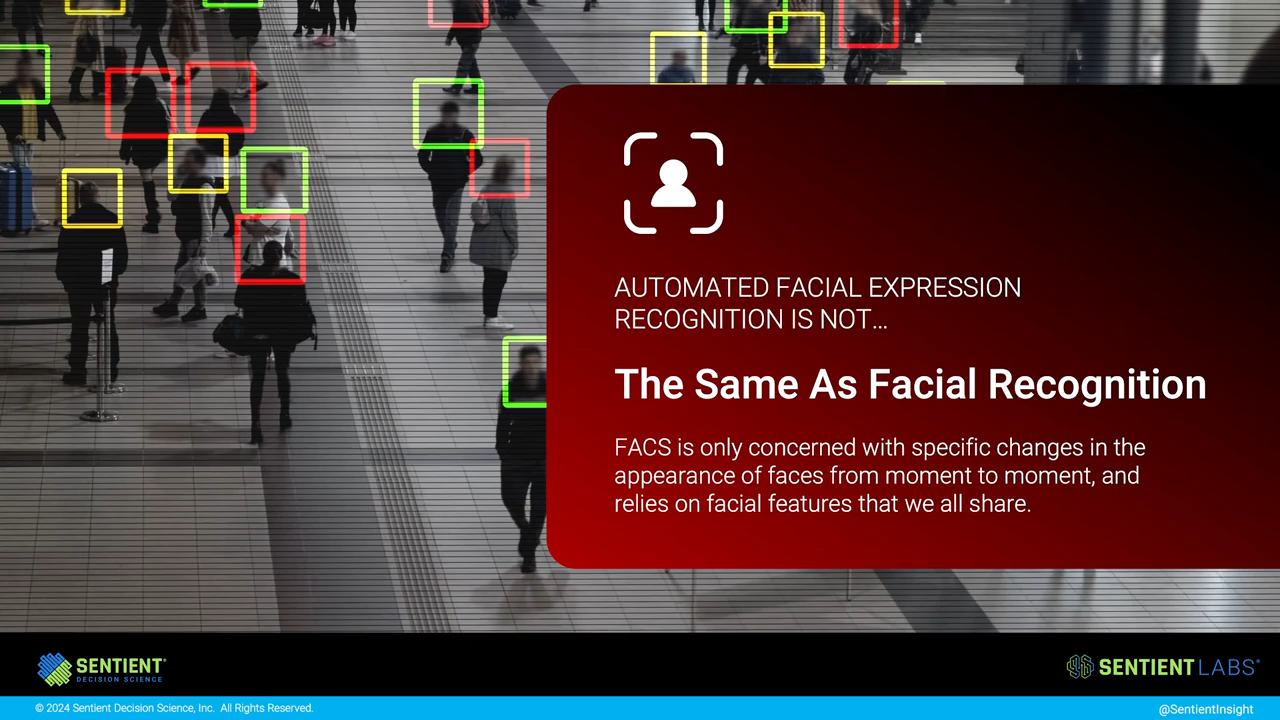 AUTOMATED FACIAL EXPRESSION
RECOGNITION IS NOT...
The Same As Facial Recognition
FACS is only concerned with specific changes in the
appearance of faces from moment to moment, and
relies on facial features that we all share.
SENTIENT®
DECISION SCIENCE
SENTIENT LABS®
© 2024 Sentient Decision Science, Inc. All Rights Reserved.
@SentientInsight